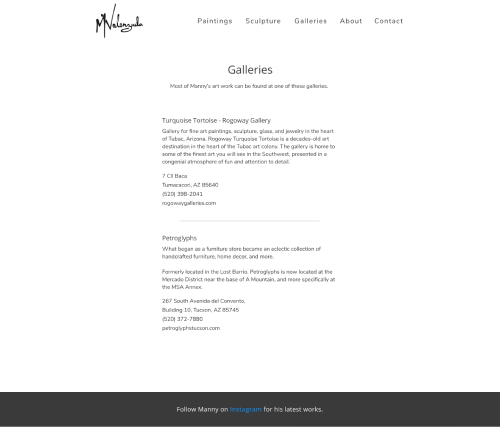 MValenzuela
Paintings Sculpture Galleries About Contact
Galleries
Most of Manny's art work can be found at one of these galleries.
Turquoise Tortoise - Rogoway Gallery
Gallery for fine art paintings, sculpture, glass, and jewelry in the heart
of Tubac, Arizona. Rogoway Turquoise Tortoise is a decades-old art
destination in the heart of the Tubac art colony. The gallery is home to
some of the finest art you will see in the Southwest, presented in a
congenial atmosphere of fun and attention to detail.
7 Cll Baca
Tumacacori, AZ 85640
(520) 398-2041
rogowaygalleries.com
Petroglyphs
What began as a furniture store became an eclectic collection of
handcrafted furniture, home decor, and more.
Formerly located in the Lost Barrio. Petroglyphs is now located at the
Mercado District near the base of A Mountain, and more specifically at
the MSA Annex.
267 South Avenida del Convento,
Building 10, Tucson, AZ 85745
(520) 372-7880
petroglyphstucson.com
Follow Manny on Instagram for his latest works.